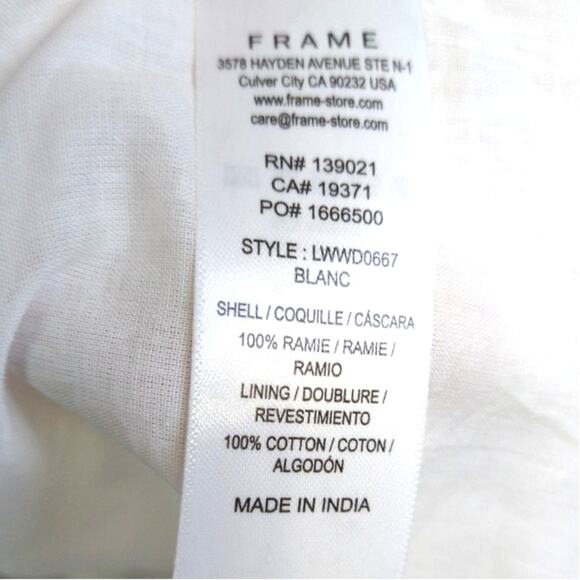 FRAME
3578 HAYDEN AVENUE STE N-1
Culver City CA 90232 USA
www.frame-store.com
care@frame-store.com
RN# 139021
CA# 19371
PO# 1666500
STYLE : LWWD0667
BLANC
SHELL / COQUILLE / CÁSCARA
100% RAMIE / RAMIE /
RAMIO
LINING / DOUBLURE /
REVESTIMIENTO
100% COTTON / COTON /
ALGODÓN
MADE IN INDIA